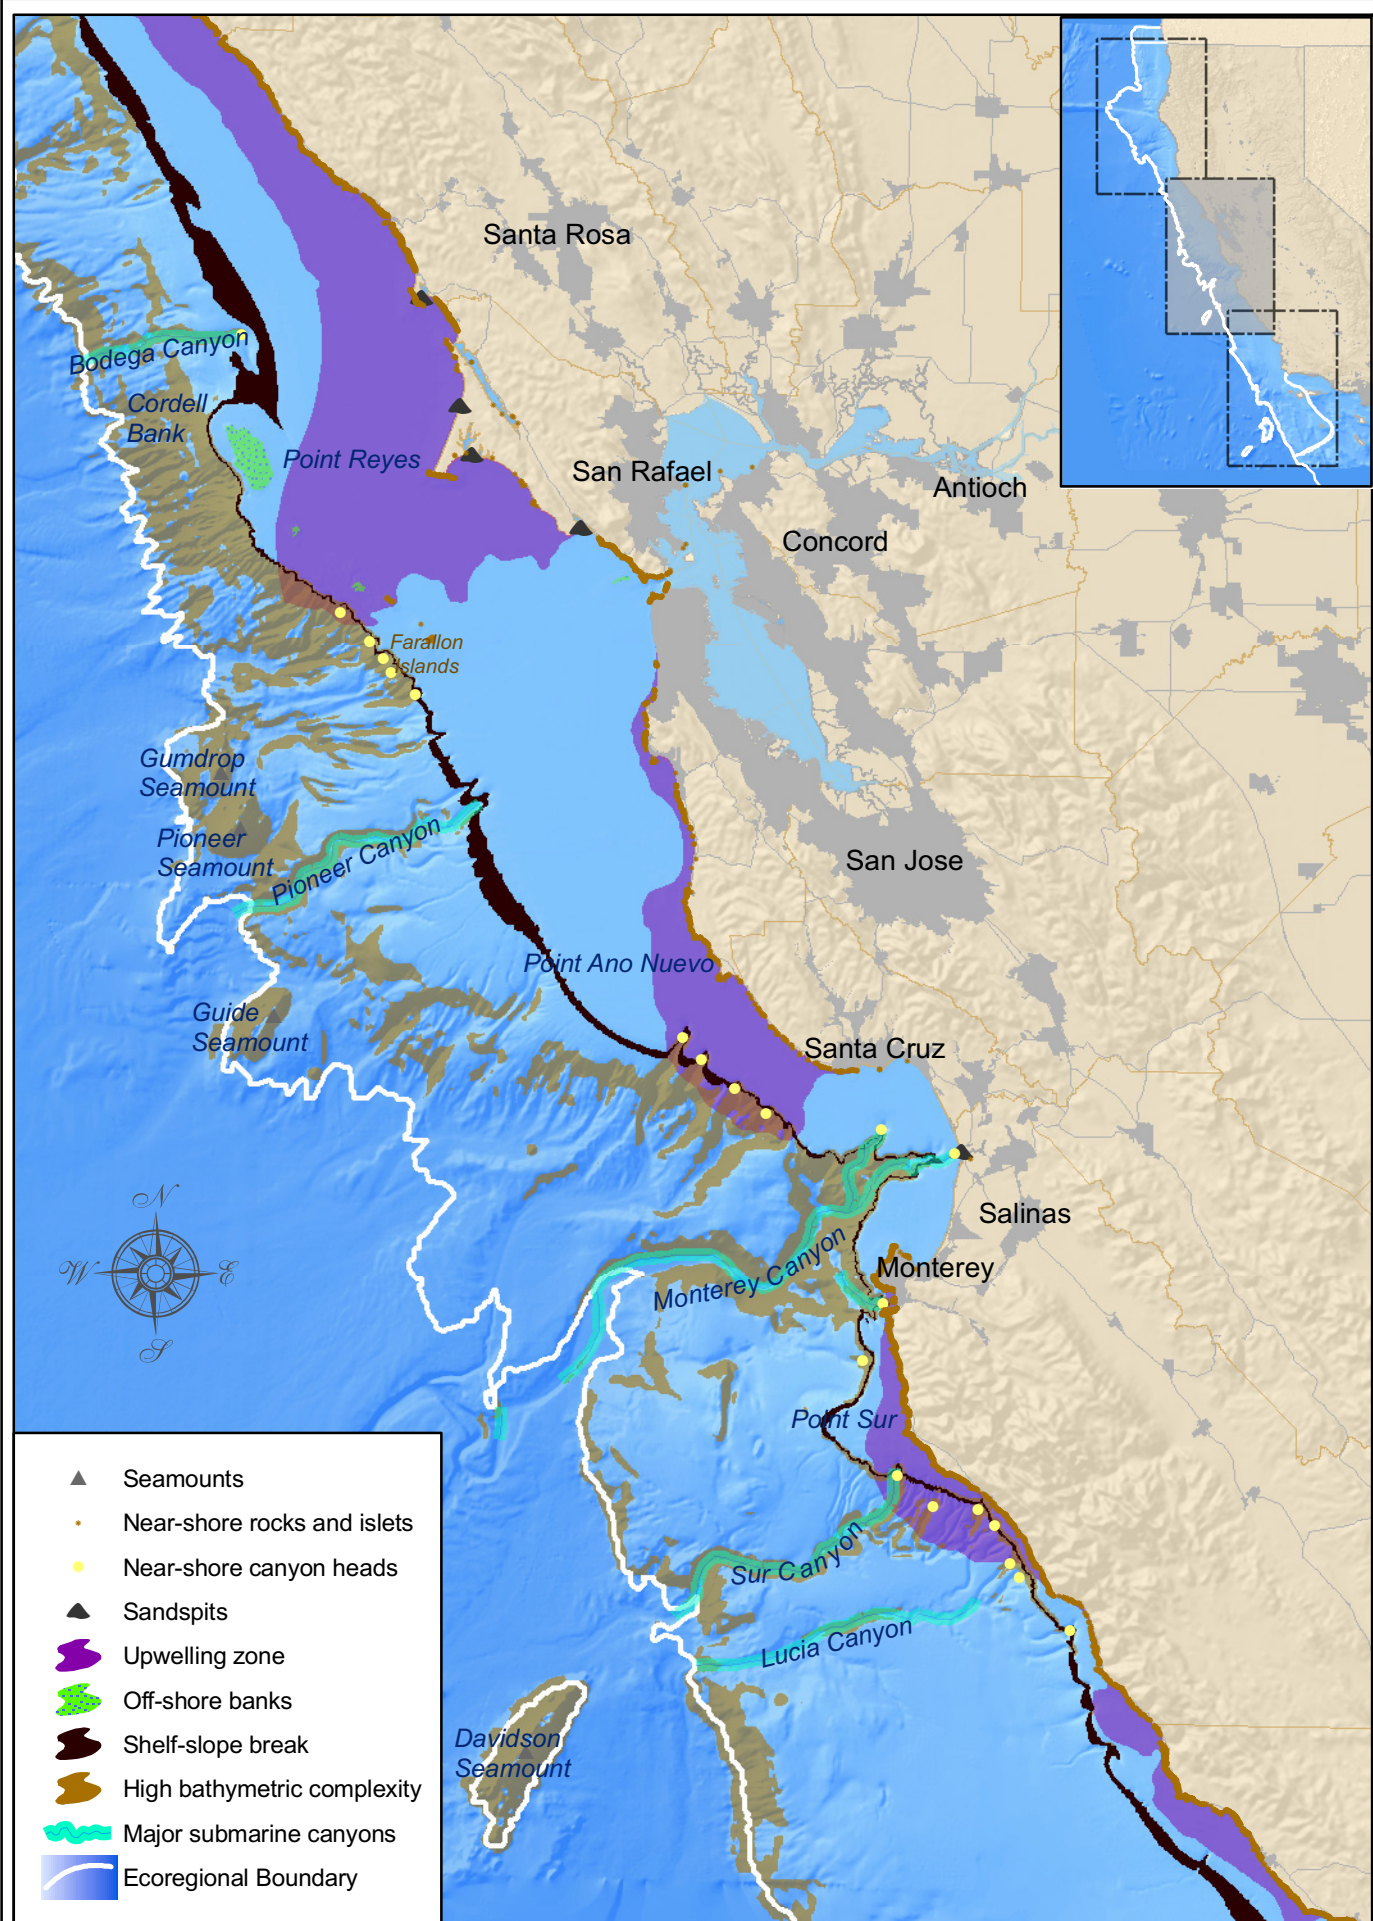 Santa Rosa
Bodega Canyon
Cordell
Bank
Point Reyes
San Rafael
Antioch
Concord
Farallon
Islands
Gumdrop
Seamount
Pioneer
Seamount
Pioneer Canyon
San Jose
Point Ano Nuevo
Guide
Seamount
Santa Cruz
N
W
E
S
Salinas
Monterey Canyon
Monterey
Point Sur
Sur Canyon
Lucia Canyon
Davidson
Seamount
Seamounts
Near-shore rocks and islets
Near-shore canyon heads
Sandspits
Upwelling zone
Off-shore banks
Shelf-slope break
High bathymetric complexity
Major submarine canyons
Ecoregional Boundary